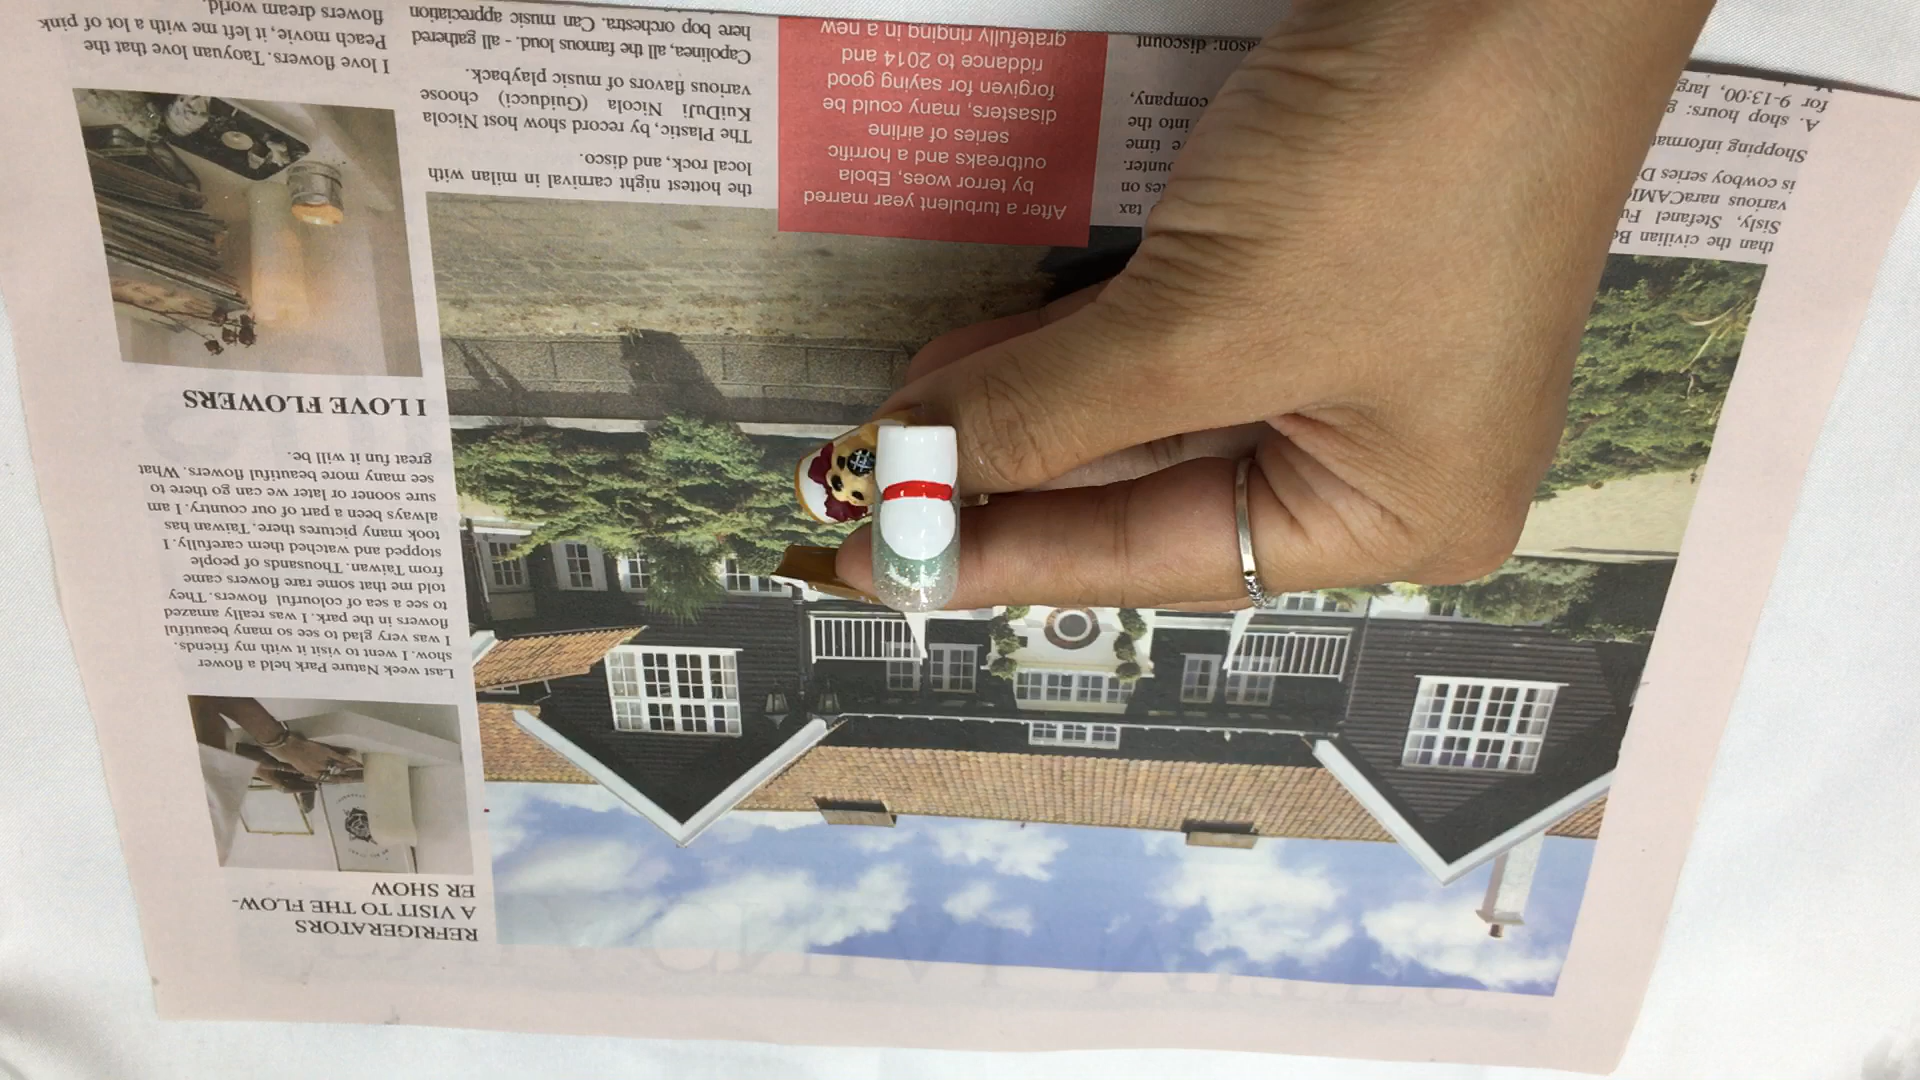 REFRIGERATORS
A VISIT TO THE FLOW-
ER SHOW
Last week Nature Park held a flower
show. I went to visit it with my friends.
I was very glad to see so many beautiful
flowers in the park. I was really amazed
to see a sea of colourful flowers. They
told me that some rare flowers came
from Taiwan. Thousands of people
stopped and watched them carefully. I
took many pictures there. Taiwan has
always been a part of our country. I am
sure sooner or later we can go there to
see many more beautiful flowers. What
great fun it will be.
I LOVE FLOWERS
I love flowers. Taoyuan love that the
Peach movie, it left me with a lot of pink
flowers dream world.
the hottest night carnival in milan with
local rock, and disco.
The Plastic, by record show host Nicola
KuiDuJi Nicola (Guiducci) choose
various flavors of music playback.
Capolinea, all the famous loud. - all gathered
here bop orchestra. Can music appreciation
After a turbulent year marred
by terror woes, Ebola
outbreaks and a horrific
series of airline
disasters, many could be
forgiven for saying good
riddance to 2014 and
gratefully ringing in a new
tax
on
time
into the
company,
discount
than the civilian
Sisly, Stefanel
various
is cowboy series
Shopping
A. shop hours:
for 9-13:00,